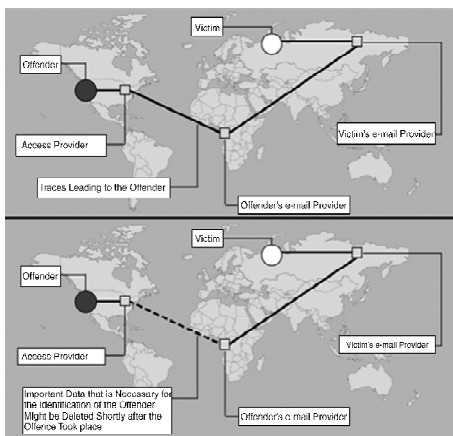 Victim
Offender
Victim's e-mail Provider
Access Provider
Traces Leading to the Offender
Offender's e-mail Provider
Victim
Offender
Victim's e-mail Provider
Access Provider
Important Data that is Necessary for
the Identification of the Offender
Might be Deleted Shortly after the
Offence Took place
Offender's e-mail Provider